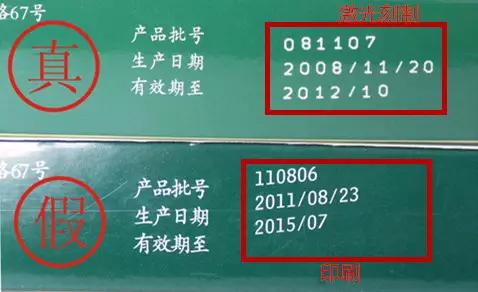 激光刻制
路67号
真
产品批号 081107
生产日期 2008/11/20
有效期至 2012/10
路67号
假
产品批号 110806
生产日期 2011/08/23
有效期至 2015/07
印刷